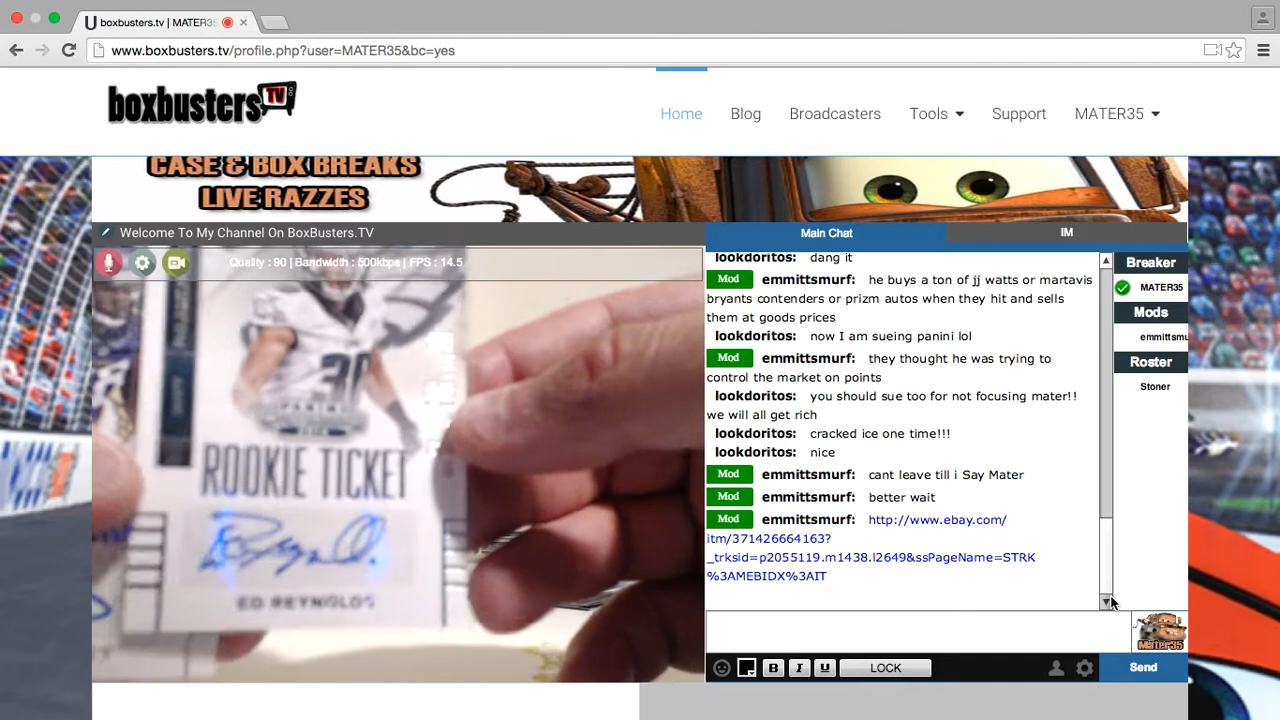 boxbusters.tv | MATER35
www.boxbusters.tv/profile.php?user=MATER35&bc=yes
boxbusters TV
Home Blog Broadcasters Tools Support MATER35
CASE & BOX BREAKS
LIVE RAZZES
Welcome To My Channel On BoxBusters.TV
Quality : 90 | Bandwidth : 500kbps | FPS : 14.5
30
PANINI
ROOKIE TICKET
ED REYNOLDS
Main Chat IM
lookdoritos: dang it
Mod emmittsmurf: he buys a ton of jj watts or martavis
bryants contenders or prizm autos when they hit and sells
them at goods prices
lookdoritos: now I am sueing panini lol
Mod emmittsmurf: they thought he was trying to
control the market on points
lookdoritos: you should sue too for not focusing mater!!
we will all get rich
lookdoritos: cracked ice one time!!!
lookdoritos: nice
Mod emmittsmurf: cant leave till i Say Mater
Mod emmittsmurf: better wait
Mod emmittsmurf: http://www.ebay.com/
itm/371426664163?
_trksid=p2055119.m1438.l2649&ssPageName=STRK
%3AMEBIDX%3AIT
Breaker
MATER35
Mods
emmittsmu
Roster
Stoner
Mater35
B I U LOCK Send